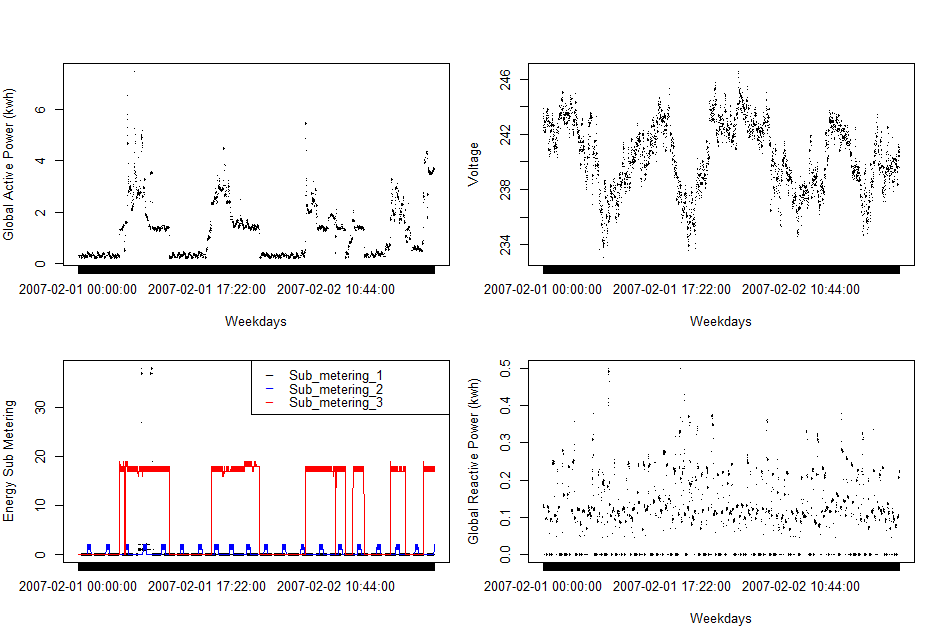 Global Active Power (kwh)
6
4
2
0
2007-02-01 00:00:00 2007-02-01 17:22:00 2007-02-02 10:44:00
Weekdays
Voltage
246
242
238
234
2007-02-01 00:00:00 2007-02-01 17:22:00 2007-02-02 10:44:00
Weekdays
Energy Sub Metering
30
20
10
0
Sub_metering_1
Sub_metering_2
Sub_metering_3
2007-02-01 00:00:00 2007-02-01 17:22:00 2007-02-02 10:44:00
Global Reactive Power (kwh)
0.5
0.4
0.3
0.2
0.1
0.0
2007-02-01 00:00:00 2007-02-01 17:22:00 2007-02-02 10:44:00
Weekdays